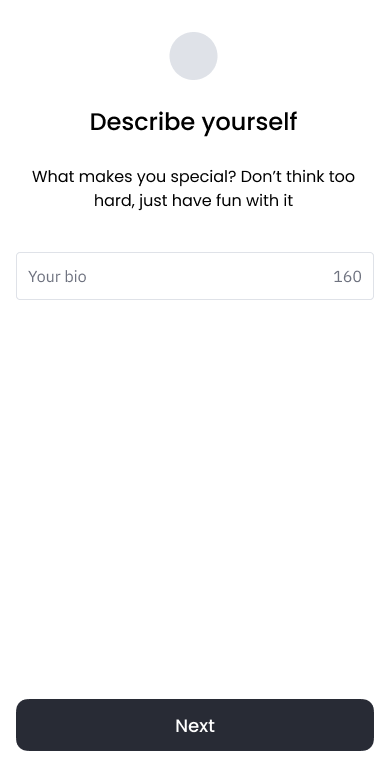 Describe yourself
What makes you special? Don’t think too
hard, just have fun with it
Your bio 160
Next